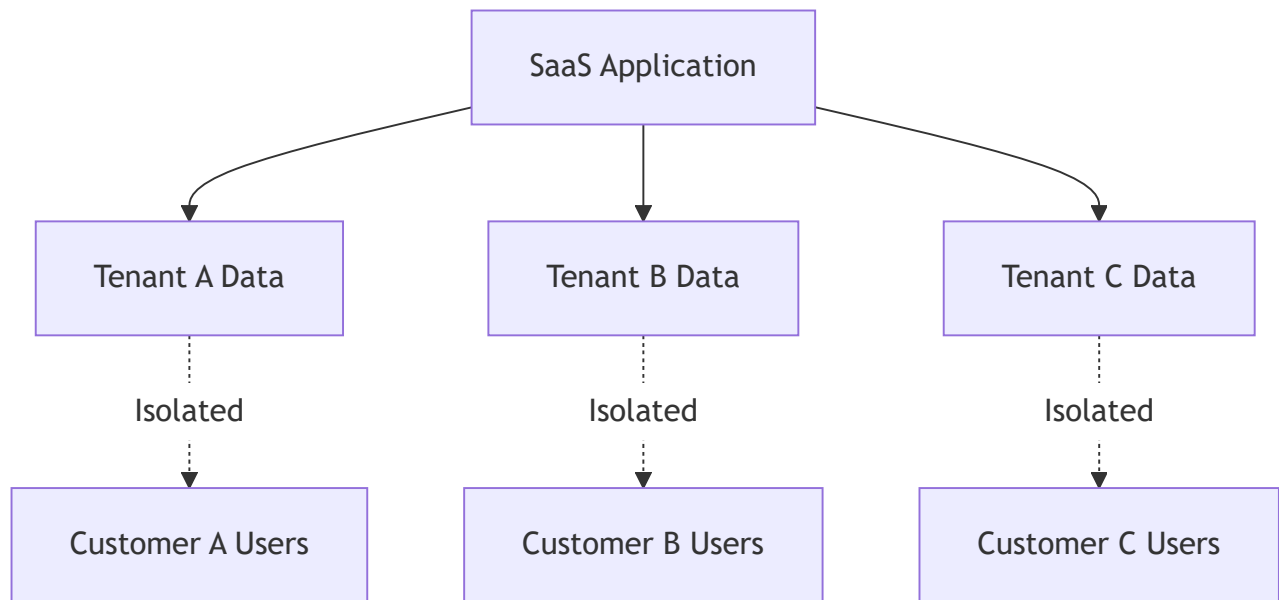 SaaS Application
Tenant A Data
Tenant B Data
Tenant C Data
Isolated
Isolated
Isolated
Customer A Users
Customer B Users
Customer C Users